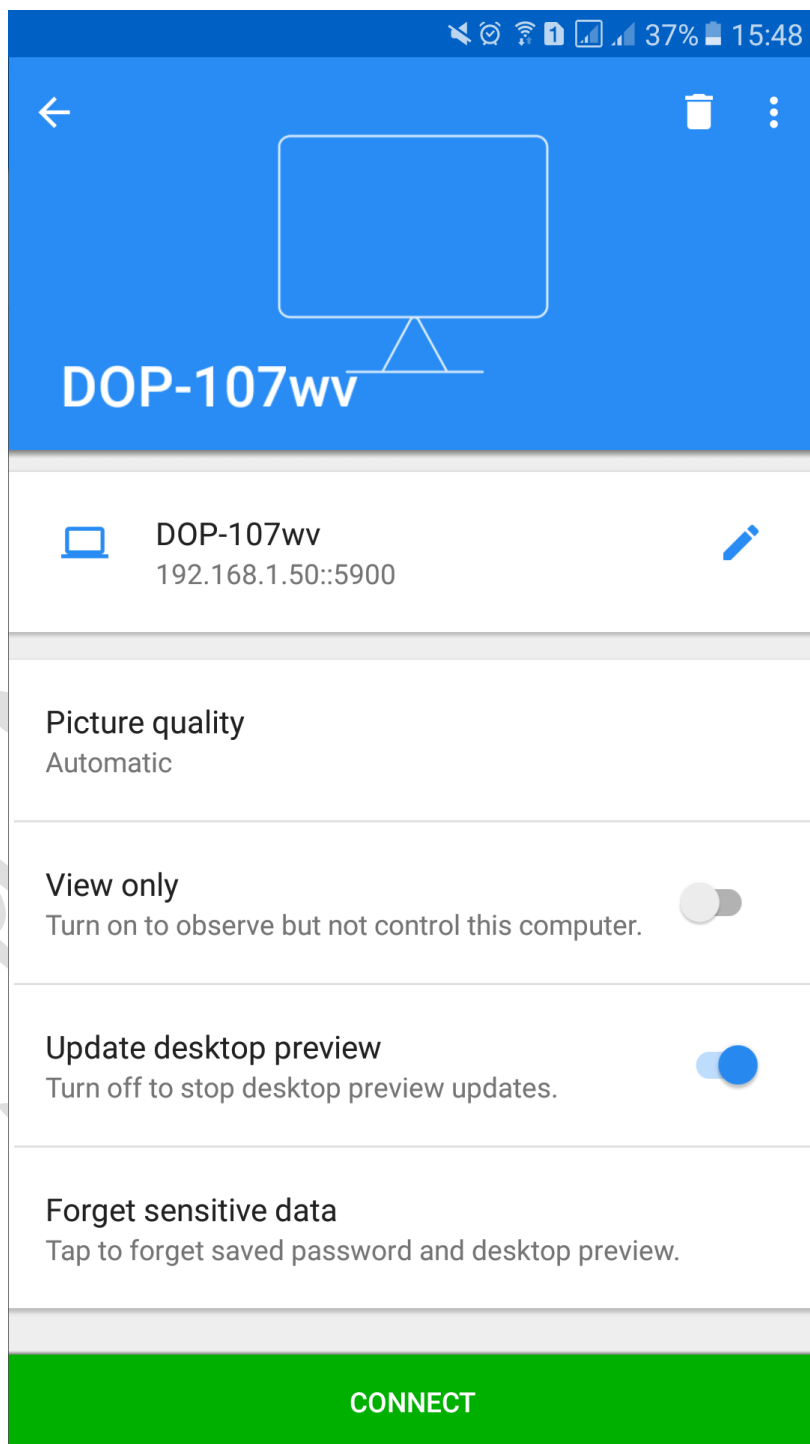 1 37% 15:48
DOP-107wv
DOP-107wv
192.168.1.50::5900
Picture quality
Automatic
View only
Turn on to observe but not control this computer.
Update desktop preview
Turn off to stop desktop preview updates.
Forget sensitive data
Tap to forget saved password and desktop preview.
CONNECT